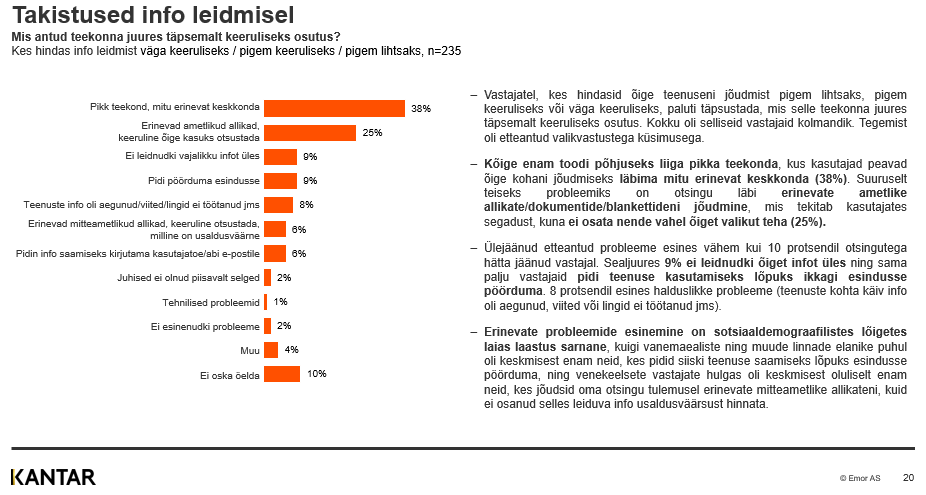 Takistused info leidmisel
Mis antud teekonna juures täpsemalt keeruliseks osutus?
Kes hindas info leidmist väga keeruliseks / pigem keeruliseks / pigem lihtsaks, n=235
Pikk teekond, mitu erinevat keskkonda 38%
Erinevad ametlikud allikad,
keeruline õige kasuks otsustada 25%
Ei leidnudki vajalikku infot üles 9%
Pidi pöörduma esindusse 9%
Teenuste info oli aegunud/viited/lingid ei töötanud jms 8%
Erinevad mitteametlikud allikad, keeruline otsustada,
milline on usaldusväärne 6%
Pidin info saamiseks kirjutama kasutajatoe/abi e-postile 6%
Juhised ei olnud piisavalt selged 2%
Tehnilised probleemid 1%
Ei esinenudki probleeme 2%
Muu 4%
Ei oska öelda 10%
– Vastajatel, kes hindasid õige teenuseni jõudmist pigem lihtsaks, pigem
keeruliseks või väga keeruliseks, paluti täpsustada, mis selle teekonna juures
täpsemalt keeruliseks osutus. Kokku oli selliseid vastajaid kolmandik. Tegemist
oli etteantud valikvastustega küsimusega.
– Kõige enam toodi põhjuseks liiga pikka teekonda, kus kasutajad peavad
õige kohani jõudmiseks läbima mitu erinevat keskkonda (38%). Suuruselt
teiseks probleemiks on otsingu läbi erinevate ametlike
allikate/dokumentide/blankettideni jõudmine, mis tekitab kasutajates
segadust, kuna ei osata nende vahel õiget valikut teha (25%).
– Ülejäänud etteantud probleeme esines vähem kui 10 protsendil otsingutega
hätta jäänud vastajal. Sealjuures 9% ei leidnudki õiget infot üles ning sama
palju vastajaid pidi teenuse kasutamiseks lõpuks ikkagi esindusse
pöörduma. 8 protsendil esines halduslikke probleeme (teenuste kohta käiv info
oli aegunud, viited või lingid ei töötanud jms).
– Erinevate probleemide esinemine on sotsiaaldemograafilistes lõigetes
laias laastus sarnane, kuigi vanemaealiste ning muude linnade elanike puhul
oli keskmisest enam neid, kes pidid siiski teenuse saamiseks lõpuks esindusse
pöörduma, ning venekeelsete vastajate hulgas oli keskmisest oluliselt enam
neid, kes jõudsid oma otsingu tulemusel erinevate mitteametlike allikateni, kuid
ei osanud selles leiduva info usaldusväärsust hinnata.
KANTAR
© Emor AS 20